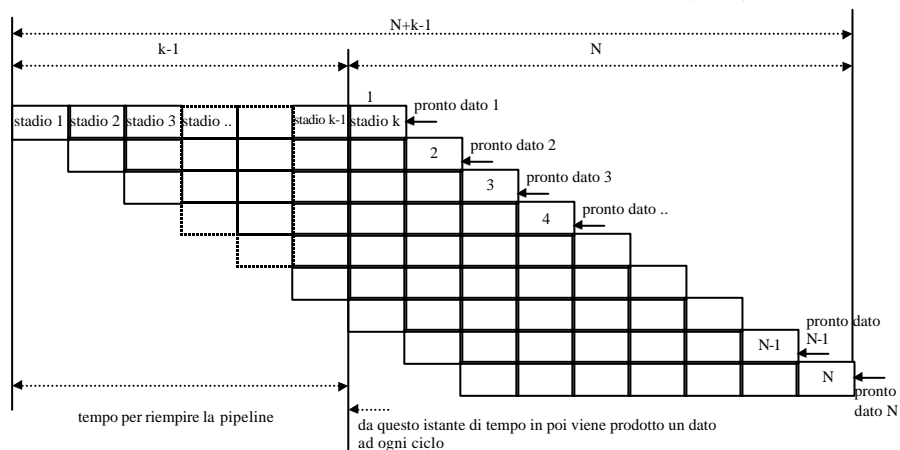 N+k-1
k-1
N
1
stadio 1 stadio 2 stadio 3 stadio .. stadio k-1 stadio k
pronto dato 1
2
pronto dato 2
3
pronto dato 3
4
pronto dato ..
N-1
pronto dato
N-1
N
pronto
dato N
tempo per riempire la pipeline
da questo istante di tempo in poi viene prodotto un dato
ad ogni ciclo